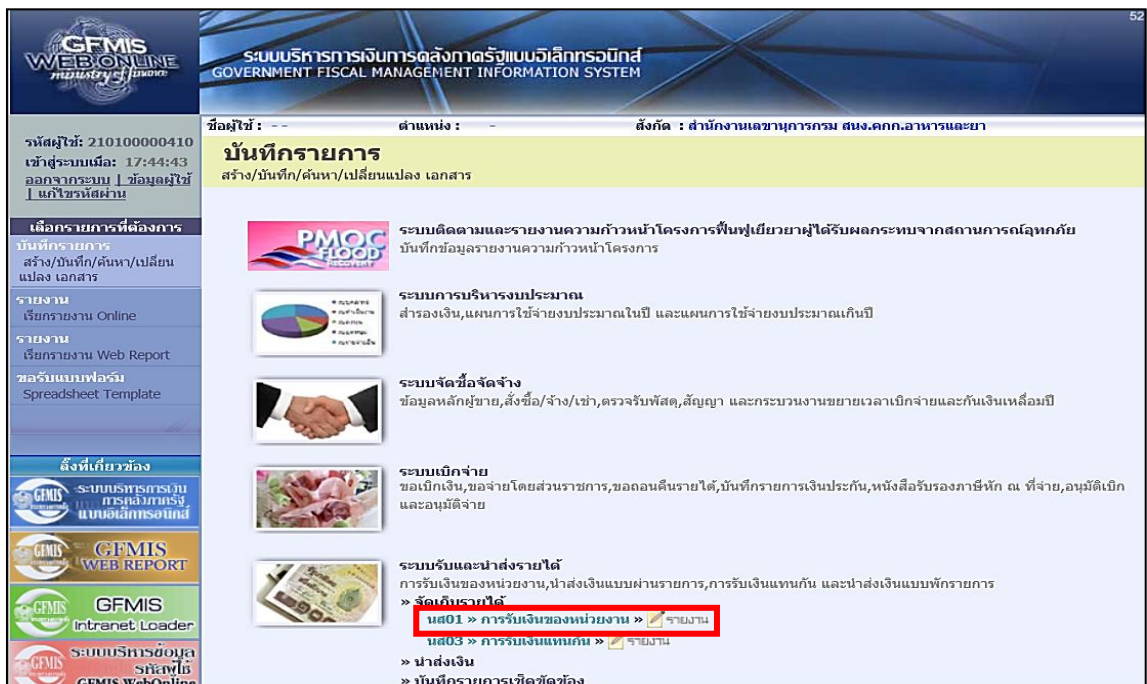 52
GFMIS
WEB ONLINE
ministry of finance
ระบบบริหารการเงินการคลังภาครัฐแบบอิเล็กทรอนิกส์
GOVERNMENT FISCAL MANAGEMENT INFORMATION SYSTEM
ชื่อผู้ใช้ : - - ตำแหน่ง : - สังกัด : สำนักงานเลขานุการกรม สนง.คกก.อาหารและยา
รหัสผู้ใช้: 210100000410
เข้าสู่ระบบเมื่อ: 17:44:43
ออกจากระบบ | ข้อมูลผู้ใช้
| แก้ไขรหัสผ่าน
บันทึกรายการ
สร้าง/บันทึก/ค้นหา/เปลี่ยนแปลง เอกสาร
เลือกรายการที่ต้องการ
บันทึกรายการ
สร้าง/บันทึก/ค้นหา/เปลี่ยน
แปลง เอกสาร
รายงาน
เรียกรายงาน Online
รายงาน
เรียกรายงาน Web Report
ขอรับแบบฟอร์ม
Spreadsheet Template
ลิ้งที่เกี่ยวข้อง
GFMIS
ระบบบริหารการเงิน
การคลังภาครัฐ
แบบอิเล็กทรอนิกส์
GFMIS
GFMIS
WEB REPORT
GFMIS
GFMIS
Intranet Loader
GFMIS
ระบบบริหารข้อมูล
รหัสผู้ใช้
GFMIS WebOnline
PMOC
FLOOD
RECOVERY
ระบบติดตามและรายงานความก้าวหน้าโครงการฟื้นฟูเยียวยาผู้ได้รับผลกระทบจากสถานการณ์อุทกภัย
บันทึกข้อมูลรายงานความก้าวหน้าโครงการ
ระบบการบริหารงบประมาณ
สำรองเงิน,แผนการใช้จ่ายงบประมาณในปี และแผนการใช้จ่ายงบประมาณเกินปี
ระบบจัดซื้อจัดจ้าง
ข้อมูลหลักผู้ขาย,สั่งซื้อ/จ้าง/เช่า,ตรวจรับพัสดุ,สัญญา และกระบวนงานขยายเวลาเบิกจ่ายและกันเงินเหลื่อมปี
ระบบเบิกจ่าย
ขอเบิกเงิน,ขอจ่ายโดยส่วนราชการ,ขอถอนคืนรายได้,บันทึกรายการเงินประกัน,หนังสือรับรองภาษีหัก ณ ที่จ่าย,อนุมัติเบิก
และอนุมัติจ่าย
ระบบรับและนำส่งรายได้
การรับเงินของหน่วยงาน,นำส่งเงินแบบผ่านรายการ,การรับเงินแทนกัน และนำส่งเงินแบบพักรายการ
» จัดเก็บรายได้
นส01 » การรับเงินของหน่วยงาน » รายงาน
นส03 » การรับเงินแทนกัน » รายงาน
» นำส่งเงิน
» บันทึกรายการเช็คขัดข้อง